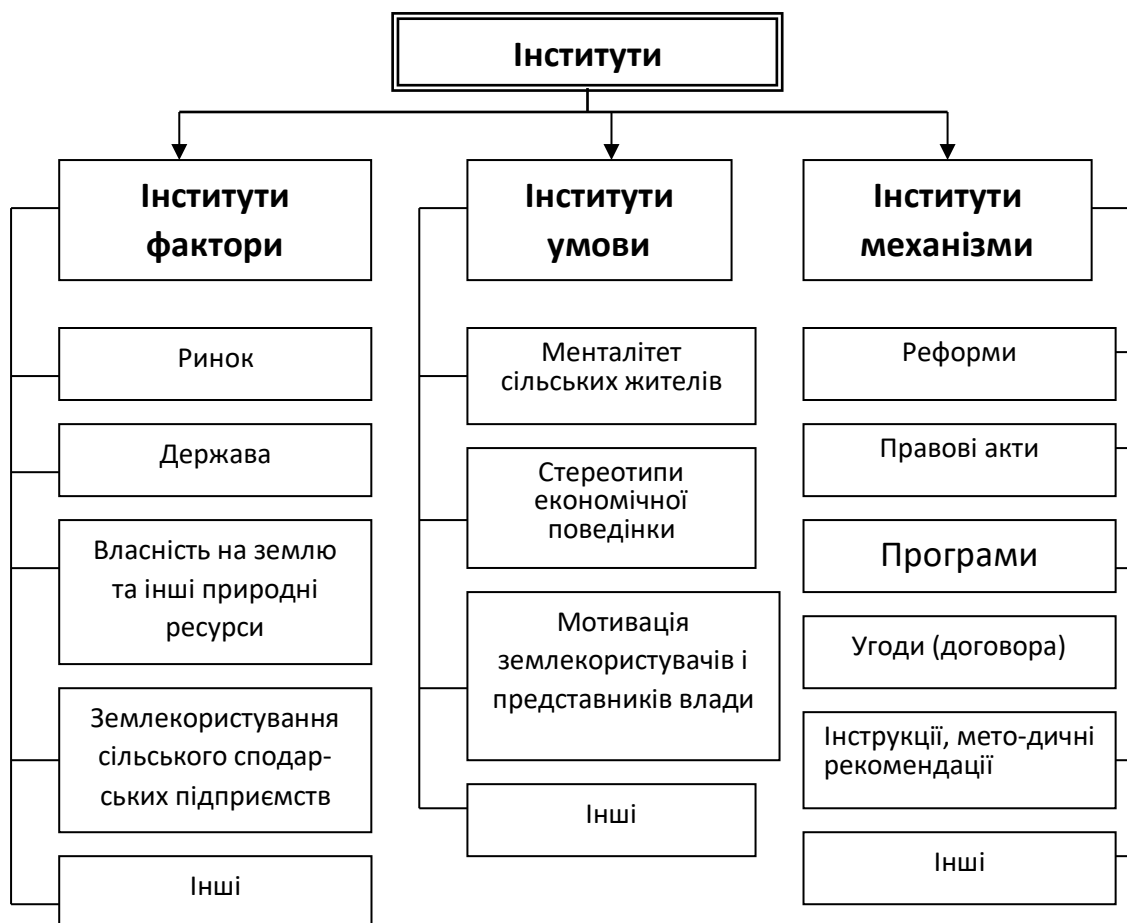 Інститути
Інститути
фактори
Ринок
Держава
Власність на землю
та інші природні
ресурси
Землекористування
сільського сподар-
ських підприємств
Інші
Інститути
умови
Менталітет
сільських жителів
Стереотипи
економічної
поведінки
Мотивація
землекористувачів і
представників влади
Інші
Інститути
механізми
Реформи
Правові акти
Програми
Угоди (договора)
Інструкції, мето-дичні
рекомендації
Інші